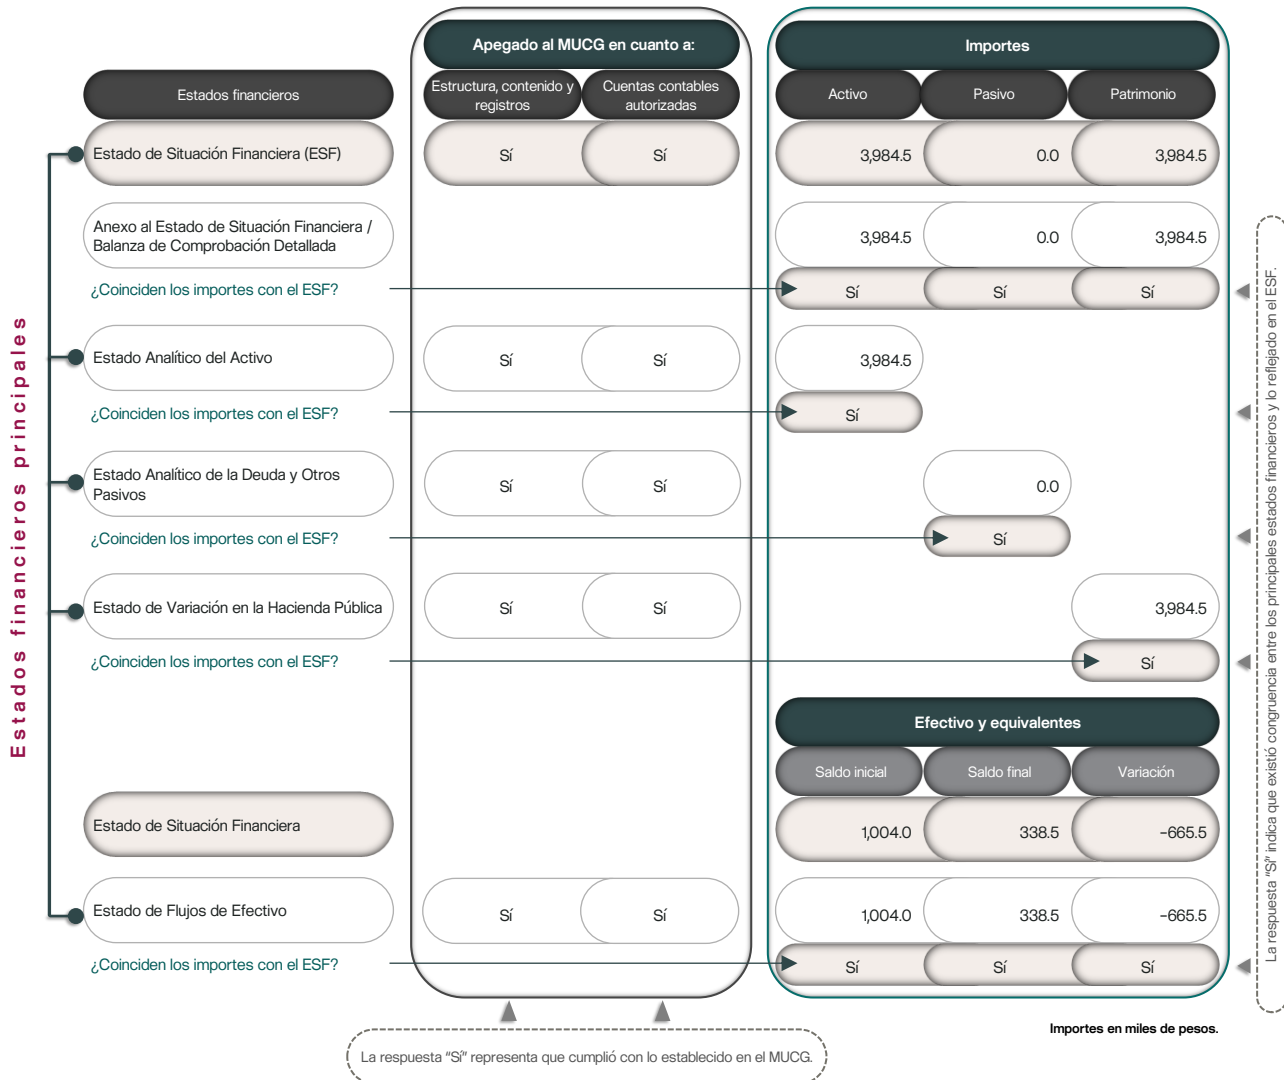 Apegado al MUCG en cuanto a:
Importes
Estados financieros
Estructura, contenido y
registros
Cuentas contables
autorizadas
Activo
Pasivo
Patrimonio
Estados financieros principales
Estado de Situación Financiera (ESF)
Sí
Sí
3,984.5
0.0
3,984.5
Anexo al Estado de Situación Financiera /
Balanza de Comprobación Detallada
3,984.5
0.0
3,984.5
¿Coinciden los importes con el ESF?
Sí
Sí
Sí
Estado Analítico del Activo
Sí
Sí
3,984.5
¿Coinciden los importes con el ESF?
Sí
Estado Analítico de la Deuda y Otros
Pasivos
Sí
Sí
0.0
¿Coinciden los importes con el ESF?
Sí
Estado de Variación en la Hacienda Pública
Sí
Sí
3,984.5
¿Coinciden los importes con el ESF?
Sí
Efectivo y equivalentes
Saldo inicial
Saldo final
Variación
Estado de Situación Financiera
1,004.0
338.5
-665.5
Estado de Flujos de Efectivo
Sí
Sí
1,004.0
338.5
-665.5
¿Coinciden los importes con el ESF?
Sí
Sí
Sí
La respuesta "Sí" indica que existió congruencia entre los principales estados financieros y lo reflejado en el ESF.
Importes en miles de pesos.
La respuesta "Sí" representa que cumplió con lo establecido en el MUCG.